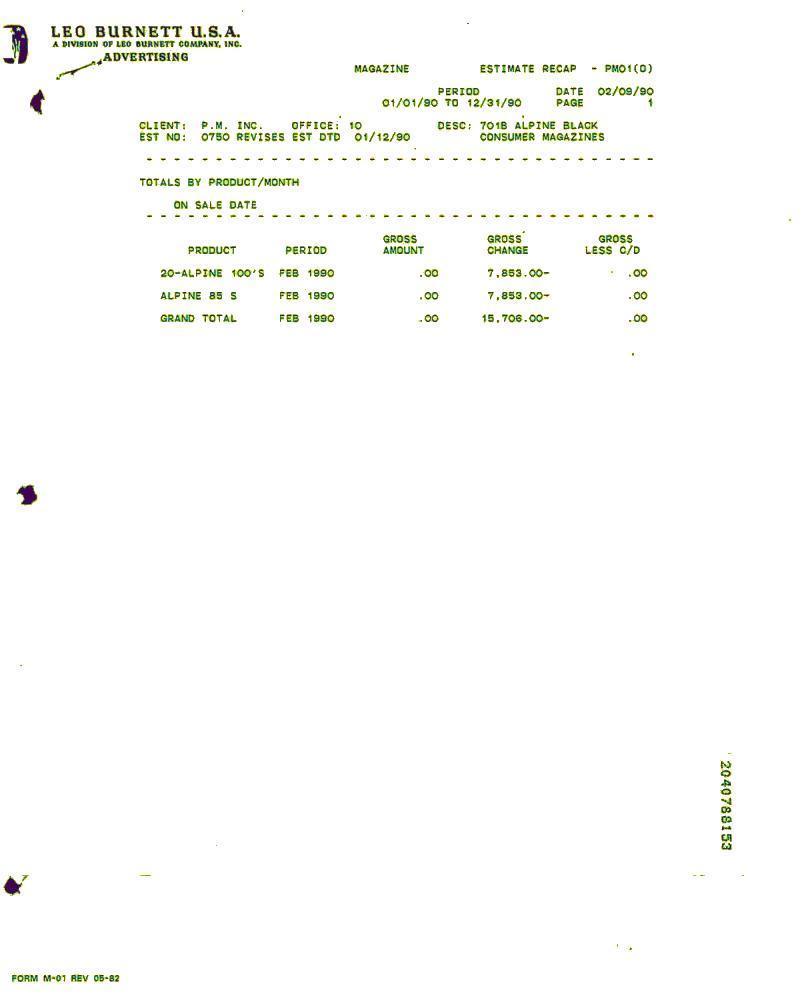 LEO BURNETT U.S.A.
A DIVISION OF LEO BURNETT COMPANY, INC.
ADVERTISING
MAGAZINE ESTIMATE RECAP - PM01(0)
PERIOD DATE 02/09/90
01/01/90 TO 12/31/90 PAGE 1
CLIENT: P.M. INC. OFFICE: 10 DESC: 701B ALPINE BLACK
EST NO: 0750 REVISES EST DTD 01/12/90 CONSUMER MAGAZINES
TOTALS BY PRODUCT/MONTH
ON SALE DATE
GROSS GROSS GROSS
PRODUCT PERIOD AMOUNT CHANGE LESS C/D
20-ALPINE 100'S FEB 1990 .00 7,853.00- .00
ALPINE 85 S FEB 1990 .00 7,853.00- .00
GRAND TOTAL FEB 1990 .00 15,706.00- .00
2040788153
FORM M-01 REV 05-82